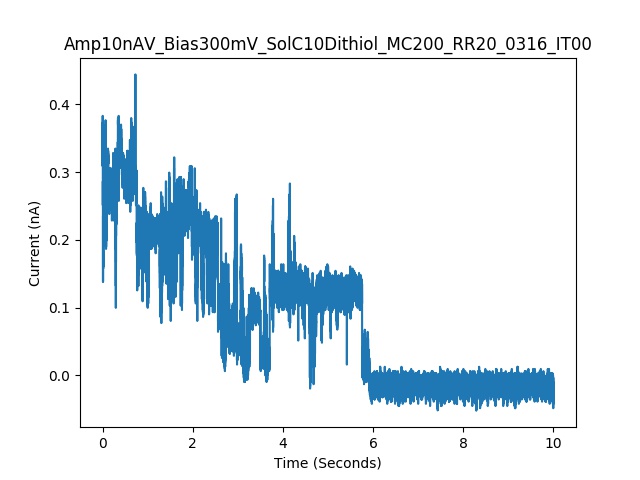 Amp10nAV_Bias300mV_SolC10Dithiol_MC200_RR20_0316_IT00
0.4
0.3
0.2
0.1
0.0
Current (nA)
0 2 4 6 8 10
Time (Seconds)